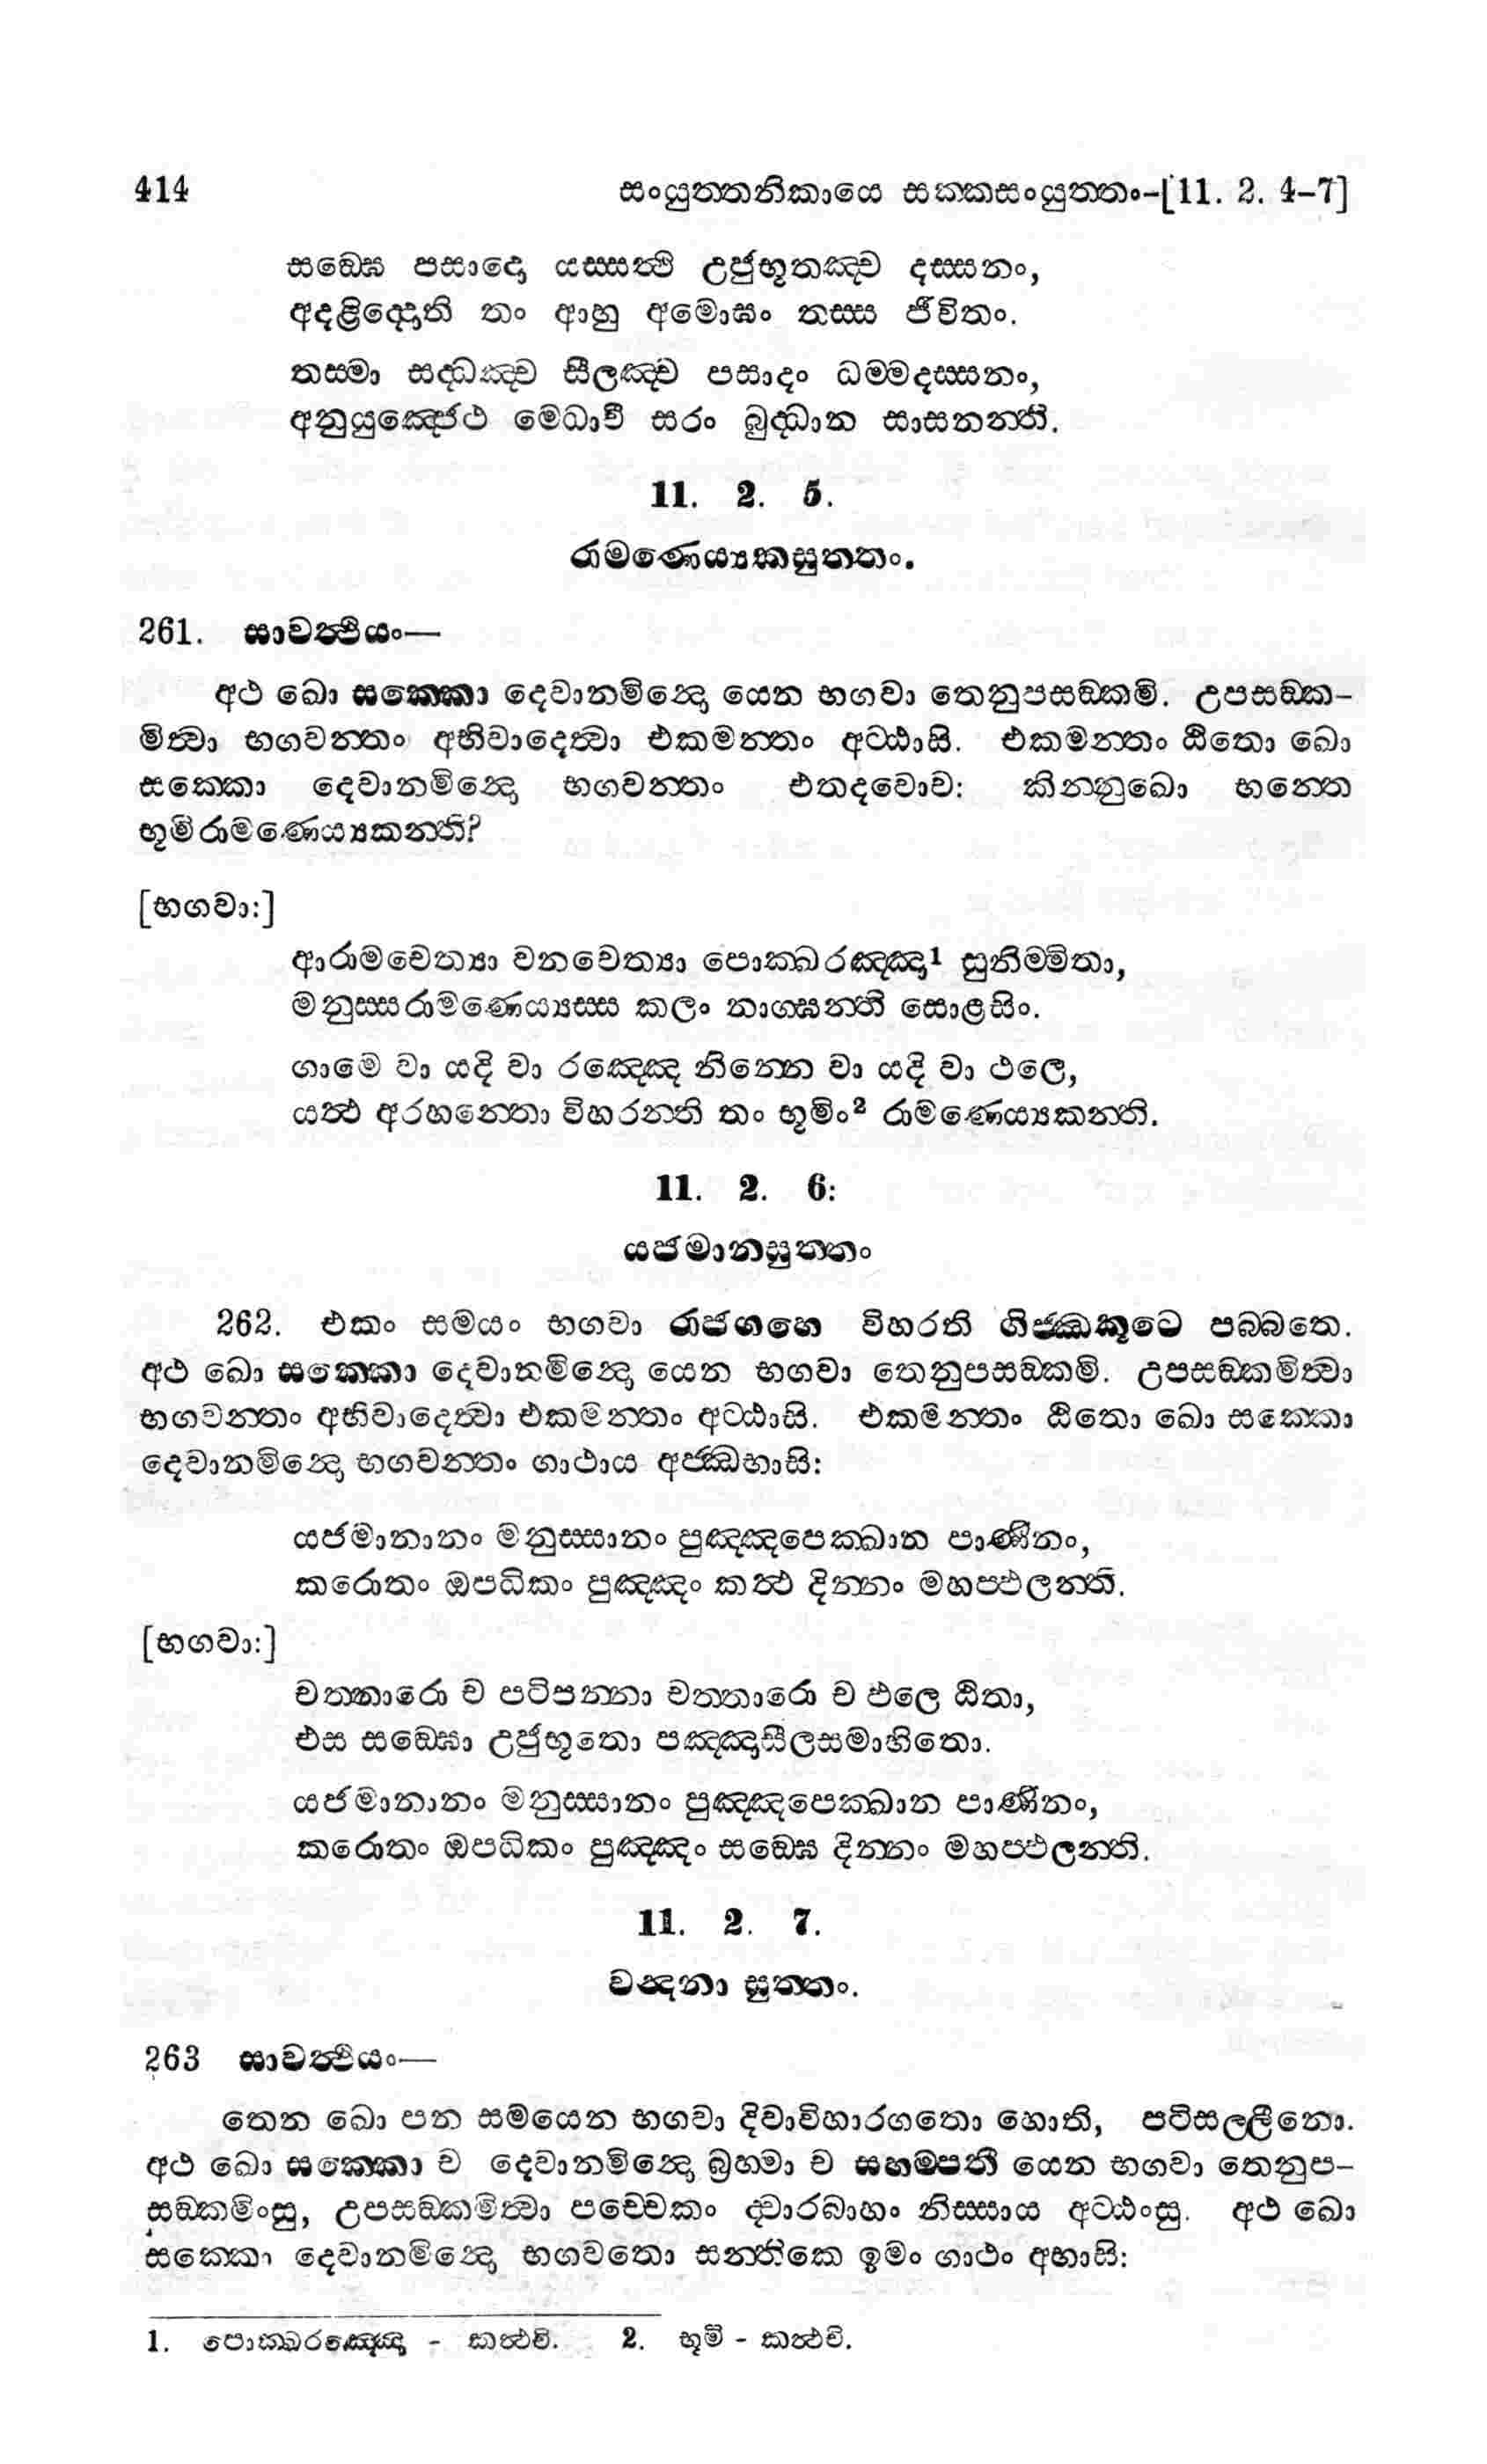 414 සංයුත්තනිකායෙ සක්කසංයුත්තං-[11. 2. 4-7]
සඞ්ඝෙ පසාදො යස්සත්ථි උජුභූතඤ්ච දස්සනං,
අදළිද්දොති තං ආහු අමොඝං තස්ස ජීවිතං.
තස්මා සද්ධඤ්ච සීලඤ්ච පසාදං ධම්මදස්සනං,
අනුයුඤ්ජෙථ මෙධාවී සරං බුද්ධාන සාසනන්ති.
11. 2. 5.
රාමණෙය්‍යකසුත්තං.
261. සාවත්ථියං—
අථ ඛො සක්කො දෙවානමින්දො යෙන භගවා තෙනුපසඞ්කමි. උපසඞ්ක-
මිත්වා භගවන්තං අභිවාදෙත්වා එකමන්තං අට්ඨාසි. එකමන්තං ඨිතො ඛො
සක්කො දෙවානමින්දො භගවන්තං එතදවොච: කින්නුඛො භන්තෙ
භූමිරාමණෙය්‍යකන්ති?
[භගවා:]
ආරාමචෙත්‍යා වනචෙත්‍යා පොක්ඛරඤ්ඤා1 සුනිම්මිතා,
මනුස්සරාමණෙය්‍යස්ස කලං නාග්ඝන්ති සොළසිං.
ගාමෙ වා යදි වා රඤ්ඤෙ නින්නෙ වා යදි වා ථලෙ,
යත්ථ අරහන්තො විහරන්ති තං භූමිං2 රාමණෙය්‍යකන්ති.
11. 2. 6:
යජමානසුත්තං
262. එකං සමයං භගවා රාජගහෙ විහරති ගිජ්ඣකූටෙ පබ්බතෙ.
අථ ඛො සක්කො දෙවානමින්දො යෙන භගවා තෙනුපසඞ්කමි. උපසඞ්කමිත්වා
භගවන්තං අභිවාදෙත්වා එකමන්තං අට්ඨාසි. එකමන්තං ඨිතො ඛො සක්කො
දෙවානමින්දො භගවන්තං ගාථාය අජ්ඣභාසි:
යජමානානං මනුස්සානං පුඤ්ඤපෙක්ඛාන පාණිනං,
කරොතං ඔපධිකං පුඤ්ඤං කත්ථ දින්නං මහප්ඵලන්ති.
[භගවා:]
චත්තාරො ච පටිපන්නා චත්තාරො ච ඵලෙ ඨිතා,
එස සඞ්ඝො උජුභූතො පඤ්ඤාසීලසමාහිතො.
යජමානානං මනුස්සානං පුඤ්ඤපෙක්ඛාන පාණිනං,
කරොතං ඔපධිකං පුඤ්ඤං සඞ්ඝෙ දින්නං මහප්ඵලන්ති.
11. 2. 7.
වන්දනා සුත්තං.
263 සාවත්ථියං—
තෙන ඛො පන සමයෙන භගවා දිවාවිහාරගතො හොති, පටිසල්ලීනො.
අථ ඛො සක්කො ච දෙවානමින්දො බ්‍රහ්මා ච සහම්පතී යෙන භගවා තෙනුප-
සඞ්කමිංසු, උපසඞ්කමිත්වා පච්චෙකං ද්වාරබාහං නිස්සාය අට්ඨංසු. අථ ඛො
සක්කො දෙවානමින්දො භගවතො සන්තිකෙ ඉමං ගාථං අභාසි:
1. පොක්ඛරඤ්ඤො - කත්ථචි. 2. භූමි - කත්ථචි.